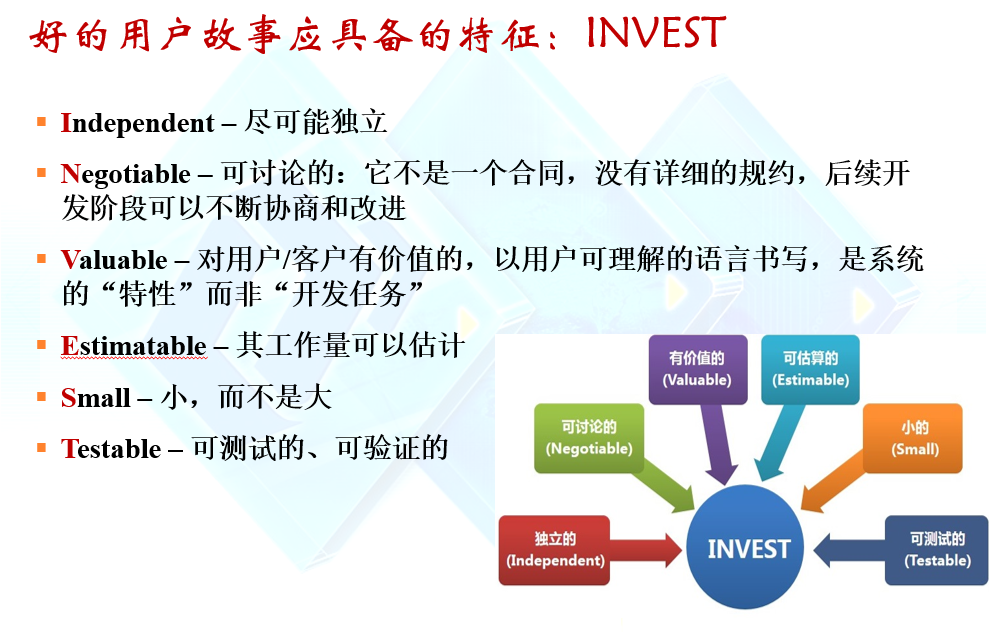 好的用户故事应具备的特征：INVEST
Independent – 尽可能独立
Negotiable – 可讨论的：它不是一个合同，没有详细的规约，后续开
发阶段可以不断协商和改进
Valuable – 对用户/客户有价值的，以用户可理解的语言书写，是系统
的“特性”而非“开发任务”
Estimatable – 其工作量可以估计
Small – 小，而不是大
Testable – 可测试的、可验证的
有价值的
(Valuable)
可估算的
(Estimable)
可讨论的
(Negotiable)
小的
(Small)
独立的
(Independent)
INVEST
可测试的
(Testable)